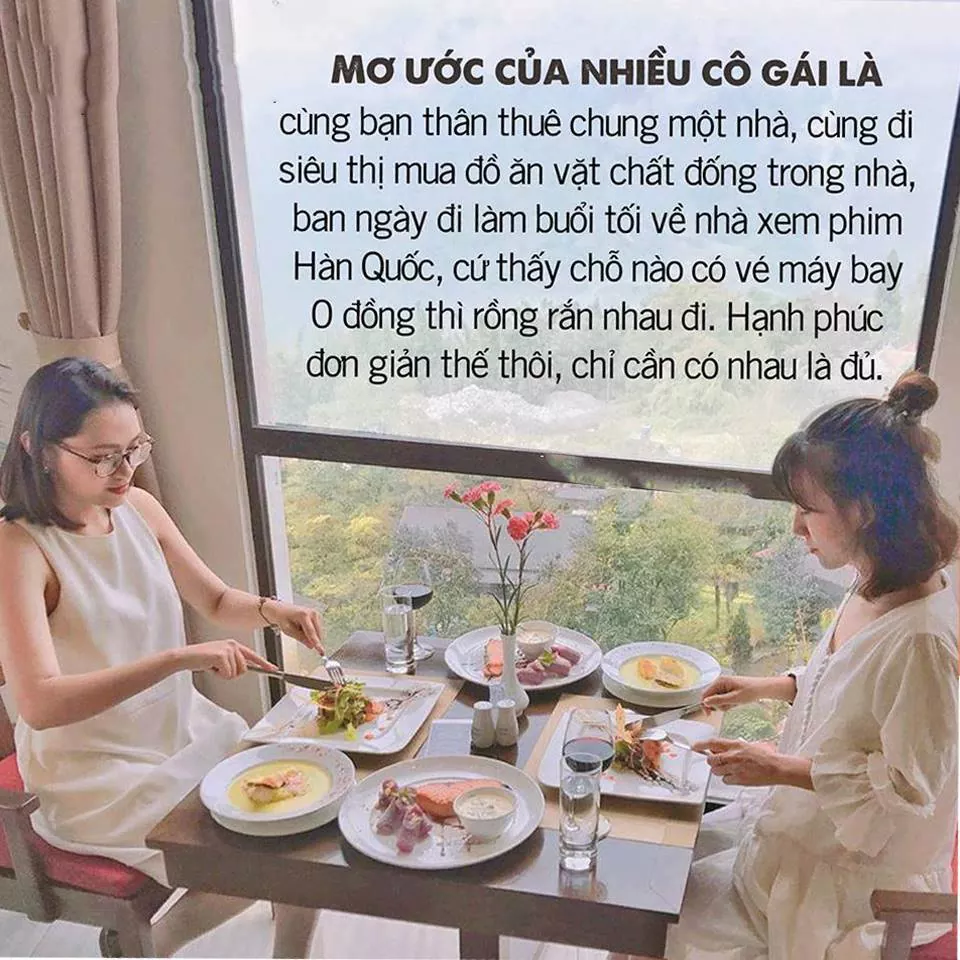 MƠ ƯỚC CỦA NHIỀU CÔ GÁI LÀ
cùng bạn thân thuê chung một nhà, cùng đi
siêu thị mua đồ ăn vặt chất đống trong nhà,
ban ngày đi làm buổi tối về nhà xem phim
Hàn Quốc, cứ thấy chỗ nào có vé máy bay
0 đồng thì rồng rắn nhau đi. Hạnh phúc
đơn giản thế thôi, chỉ cần có nhau là đủ.